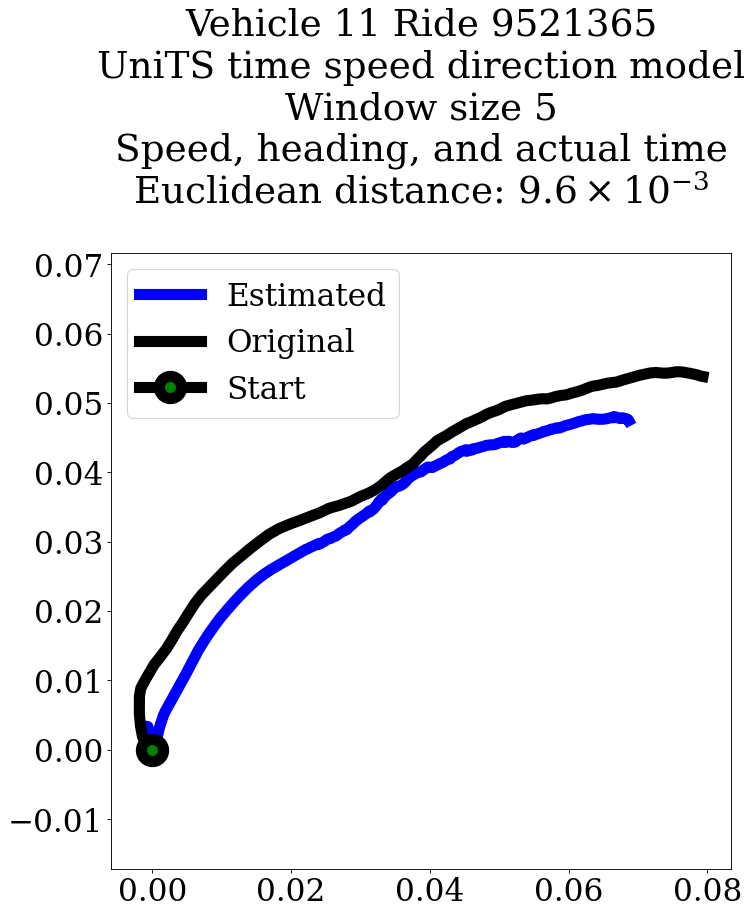 Vehicle 11 Ride 9521365
UniTS time speed direction model
Window size 5
Speed, heading, and actual time
Euclidean distance: 9.6 × 10⁻³
0.07
0.06
0.05
0.04
0.03
0.02
0.01
0.00
−0.01
Estimated
Original
Start
0.00 0.02 0.04 0.06 0.08